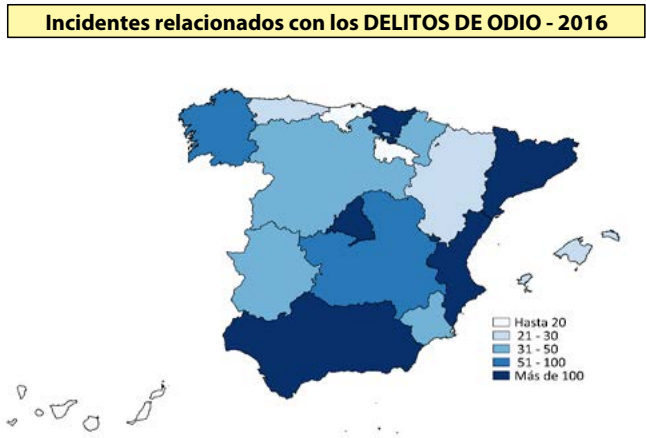 Incidentes relacionados con los DELITOS DE ODIO - 2016
Hasta 20
21 - 30
31 - 50
51 - 100
Más de 100